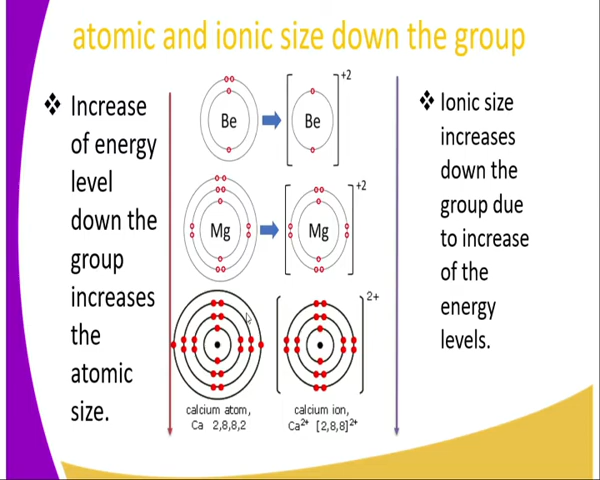 atomic and ionic size down the group
❖ Increase
of energy
level
down the
group
increases
the
atomic
size.
Be
Be
+2
Mg
Mg
+2
2+
calcium atom,
Ca 2,8,8,2
calcium ion,
Ca²⁺ [2,8,8]²⁺
❖ Ionic size
increases
down the
group due
to increase
of the
energy
levels.